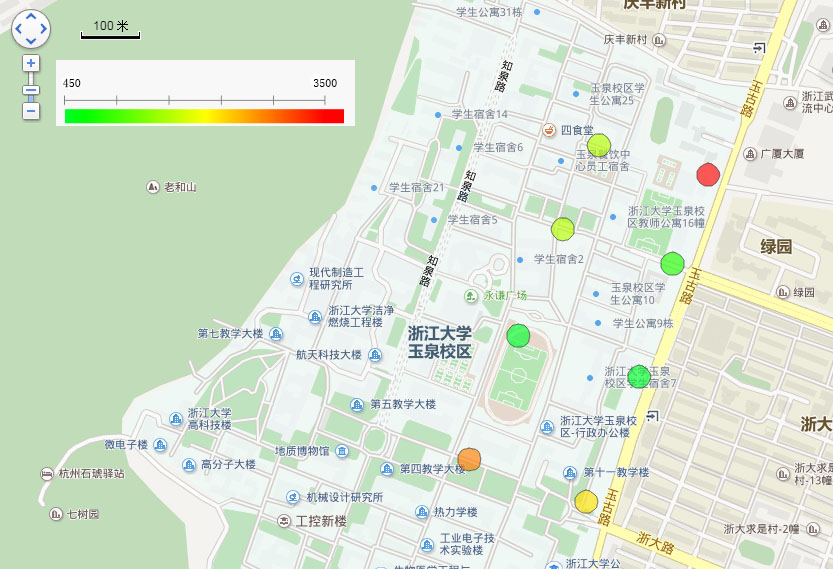 学生公寓31栋
庆丰新村
100 米
庆丰新村
450
3500
知泉路
玉泉校区学
生公寓25
玉古路
浙江武
流中心
学生宿舍14
四食堂
学生宿舍6
中
心员工宿舍
广厦大厦
老和山
学生宿舍21
知泉路
浙江大学玉泉校
区教师公寓16幢
学生宿舍5
绿园
学生宿舍2
知泉路
现代制造工
程研究所
玉古路
永谦广场
玉泉校区学
生公寓10
绿园
浙江大学洁净
燃烧工程楼
第七教学大楼
浙江大学
玉泉校区
学生公寓9栋
航天科技大楼
浙江大学玉泉
校区学生宿舍7
第五教学大楼
浙江大学
高科技楼
浙江大学玉泉校
区-行政办公楼
浙大
微电子楼
地质博物馆
高分子大楼
第四教学大楼
杭州石琥驿站
第十一教学楼
浙大求是
村-13幢
机械设计研究所
七树园
工控新楼
热力学楼
玉古路
浙大求是村-2幢
浙大路
工业电子技
术实验楼
浙江大学公
生物医学工程与